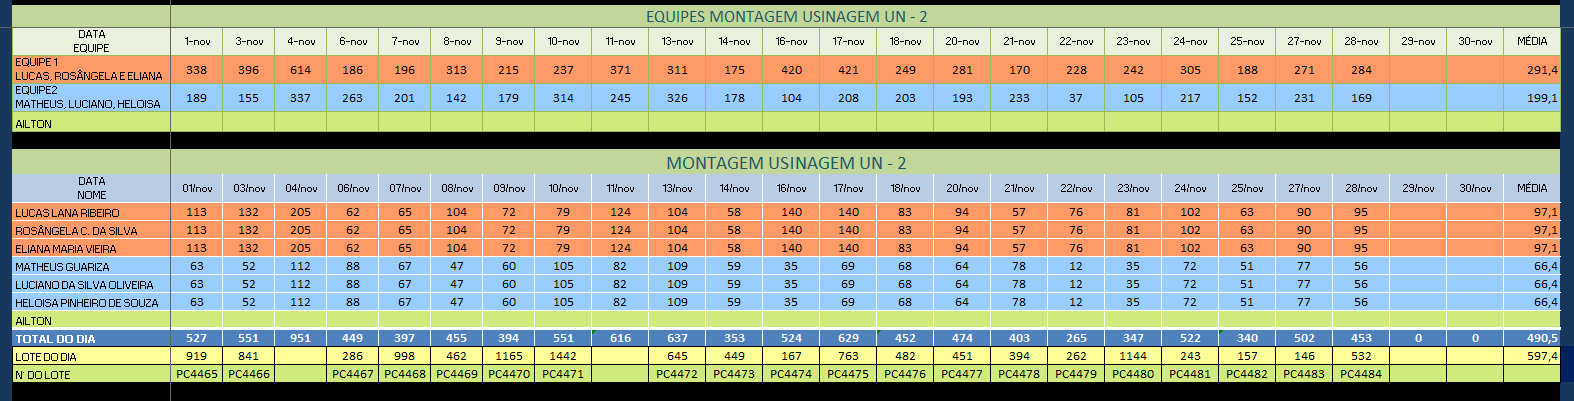 EQUIPES MONTAGEM USINAGEM UN - 2
DATA
EQUIPE 1-nov 3-nov 4-nov 6-nov 7-nov 8-nov 9-nov 10-nov 11-nov 13-nov 14-nov 16-nov 17-nov 18-nov 20-nov 21-nov 22-nov 23-nov 24-nov 25-nov 27-nov 28-nov 29-nov 30-nov MÉDIA
EQUIPE 1
LUCAS, ROSÂNGELA E ELIANA 338 396 614 186 196 313 215 237 371 311 175 420 421 249 281 170 228 242 305 188 271 284 291,4
EQUIPE2
MATHEUS, LUCIANO, HELOISA 189 155 337 263 201 142 179 314 245 326 178 104 208 203 193 233 37 105 217 152 231 169 199,1
AILTON
MONTAGEM USINAGEM UN - 2
DATA
NOME 01/nov 03/nov 04/nov 06/nov 07/nov 08/nov 09/nov 10/nov 11/nov 13/nov 14/nov 16/nov 17/nov 18/nov 20/nov 21/nov 22/nov 23/nov 24/nov 25/nov 27/nov 28/nov 29/nov 30/nov MÉDIA
LUCAS LANA RIBEIRO 113 132 205 62 65 104 72 79 124 104 58 140 140 83 94 57 76 81 102 63 90 95 97,1
ROSÂNGELA C. DA SILVA 113 132 205 62 65 104 72 79 124 104 58 140 140 83 94 57 76 81 102 63 90 95 97,1
ELIANA MARIA VIEIRA 113 132 205 62 65 104 72 79 124 104 58 140 140 83 94 57 76 81 102 63 90 95 97,1
MATHEUS GUARIZA 63 52 112 88 67 47 60 105 82 109 59 35 69 68 64 78 12 35 72 51 77 56 66,4
LUCIANO DA SILVA OLIVEIRA 63 52 112 88 67 47 60 105 82 109 59 35 69 68 64 78 12 35 72 51 77 56 66,4
HELOISA PINHEIRO DE SOUZA 63 52 112 88 67 47 60 105 82 109 59 35 69 68 64 78 12 35 72 51 77 56 66,4
AILTON
TOTAL DO DIA 527 551 951 449 397 455 394 551 616 637 353 524 629 452 474 403 265 347 522 340 502 453 0 0 490,5
LOTE DO DIA 919 841 286 998 462 1165 1442 645 449 167 763 482 451 394 262 1144 243 157 146 532 597,4
N° DO LOTE PC4465 PC4466 PC4467 PC4468 PC4469 PC4470 PC4471 PC4472 PC4473 PC4474 PC4475 PC4476 PC4477 PC4478 PC4479 PC4480 PC4481 PC4482 PC4483 PC4484